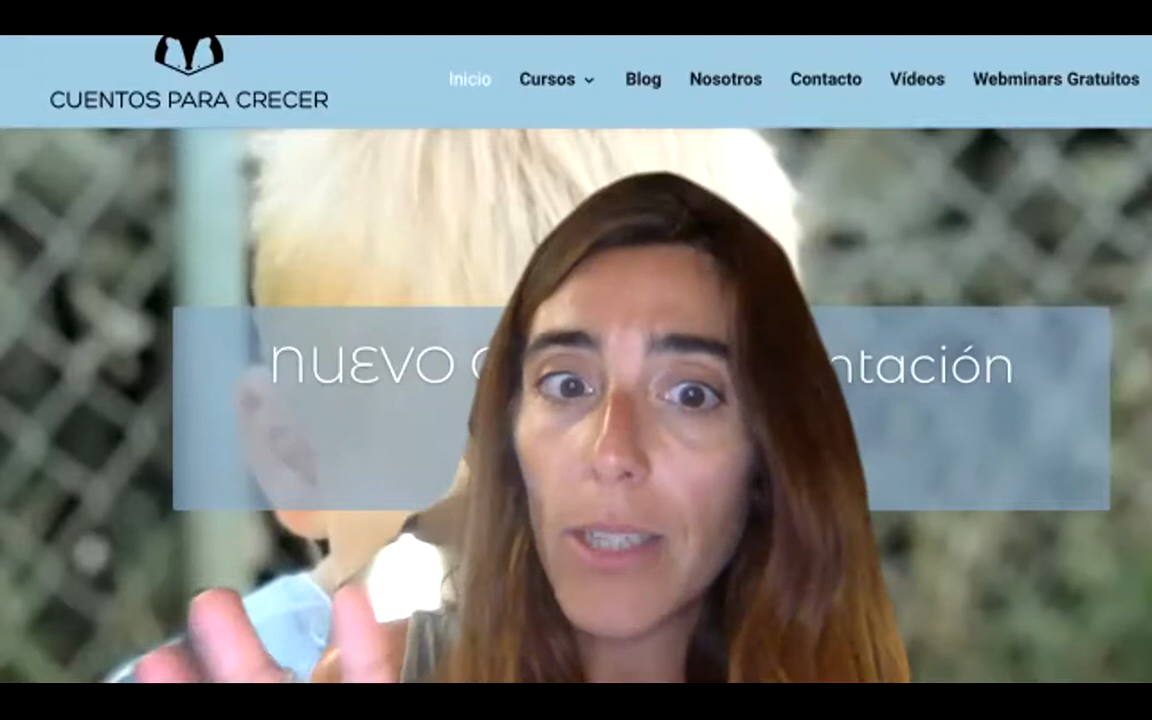 CUENTOS PARA CRECER
Inicio
Cursos
Blog
Nosotros
Contacto
Vídeos
Webminars Gratuitos
NUEVO
ntación